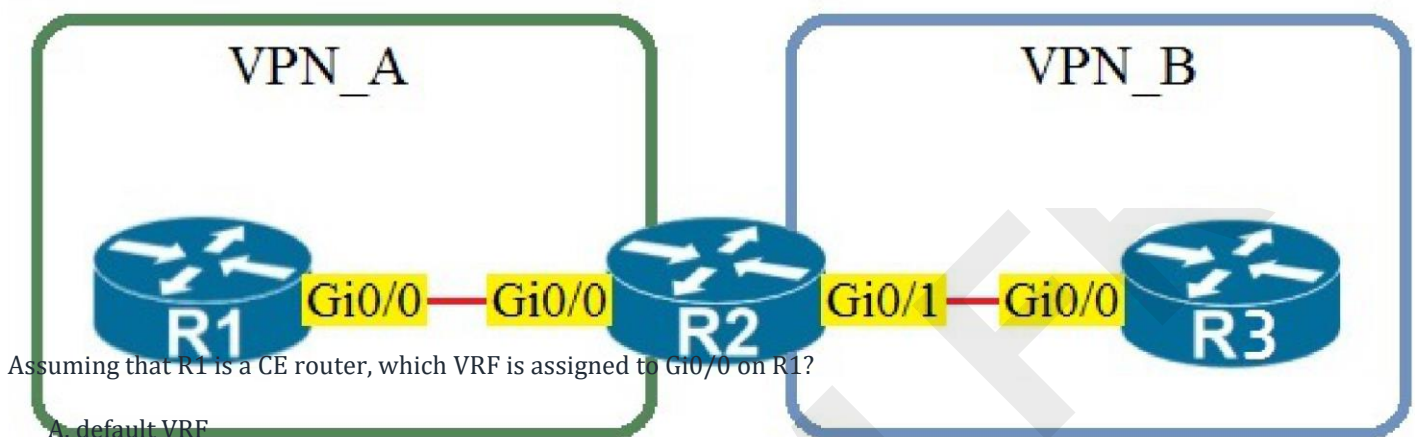 VPN_A VPN_B
Gi0/0 Gi0/0 Gi0/1 Gi0/0
R1 R2 R3
Assuming that R1 is a CE router, which VRF is assigned to Gi0/0 on R1?
A. default VRF